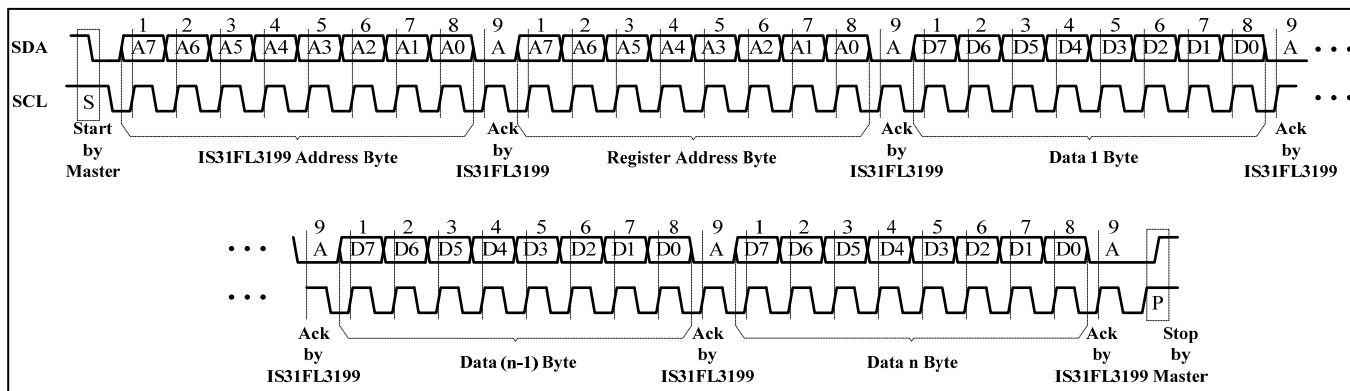 1 2 3 4 5 6 7 8 9 1 2 3 4 5 6 7 8 9 1 2 3 4 5 6 7 8 9
SDA A7 A6 A5 A4 A3 A2 A1 A0 A A7 A6 A5 A4 A3 A2 A1 A0 A D7 D6 D5 D4 D3 D2 D1 D0 A • • •
SCL S • • •
Start by Master
IS31FL3199 Address Byte
Ack by IS31FL3199
Register Address Byte
Ack by IS31FL3199
Data 1 Byte
Ack by IS31FL3199
9 1 2 3 4 5 6 7 8 9 1 2 3 4 5 6 7 8 9
• • • A D7 D6 D5 D4 D3 D2 D1 D0 A D7 D6 D5 D4 D3 D2 D1 D0 A
• • • P
Ack by IS31FL3199
Data (n-1) Byte
Ack by IS31FL3199
Data n Byte
Ack by IS31FL3199
Stop by Master